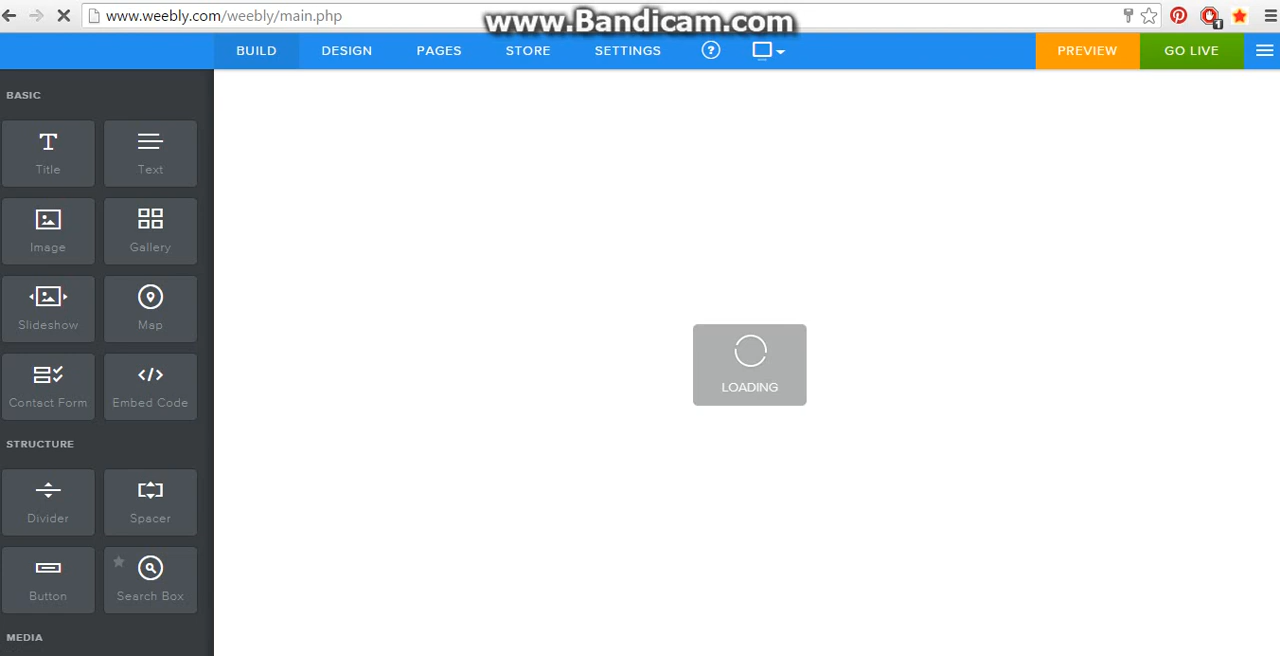 www.weebly.com/weebly/main.php
www.Bandicam.com
1
BUILD DESIGN PAGES STORE SETTINGS ? PREVIEW GO LIVE
BASIC
Title Text
Image Gallery
Slideshow Map
Contact Form Embed Code
LOADING
STRUCTURE
Divider Spacer
Button Search Box
MEDIA